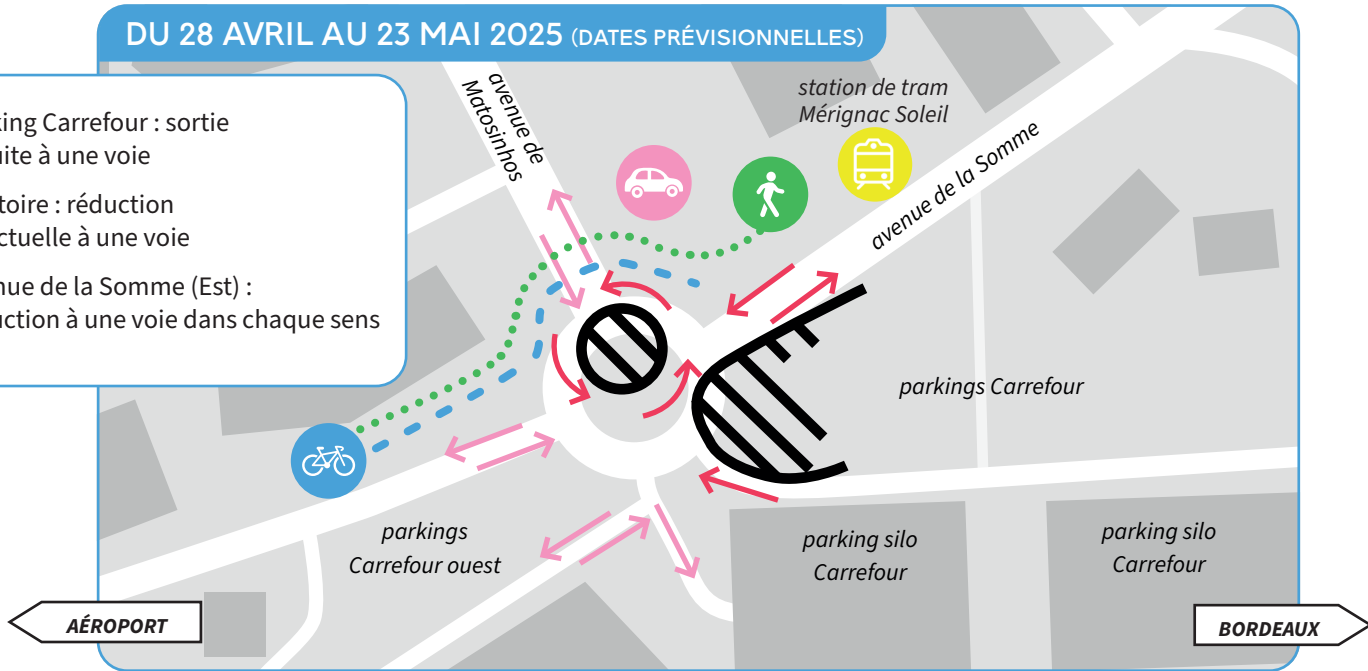 DU 28 AVRIL AU 23 MAI 2025 (DATES PRÉVISIONNELLES)
king Carrefour : sortie
uite à une voie
toire : réduction
ctuelle à une voie
nue de la Somme (Est) :
uction à une voie dans chaque sens
avenue de
Matosinhos
station de tram
Mérignac Soleil
avenue de la Somme
parkings Carrefour
parkings
Carrefour ouest
parking silo
Carrefour
parking silo
Carrefour
AÉROPORT
BORDEAUX